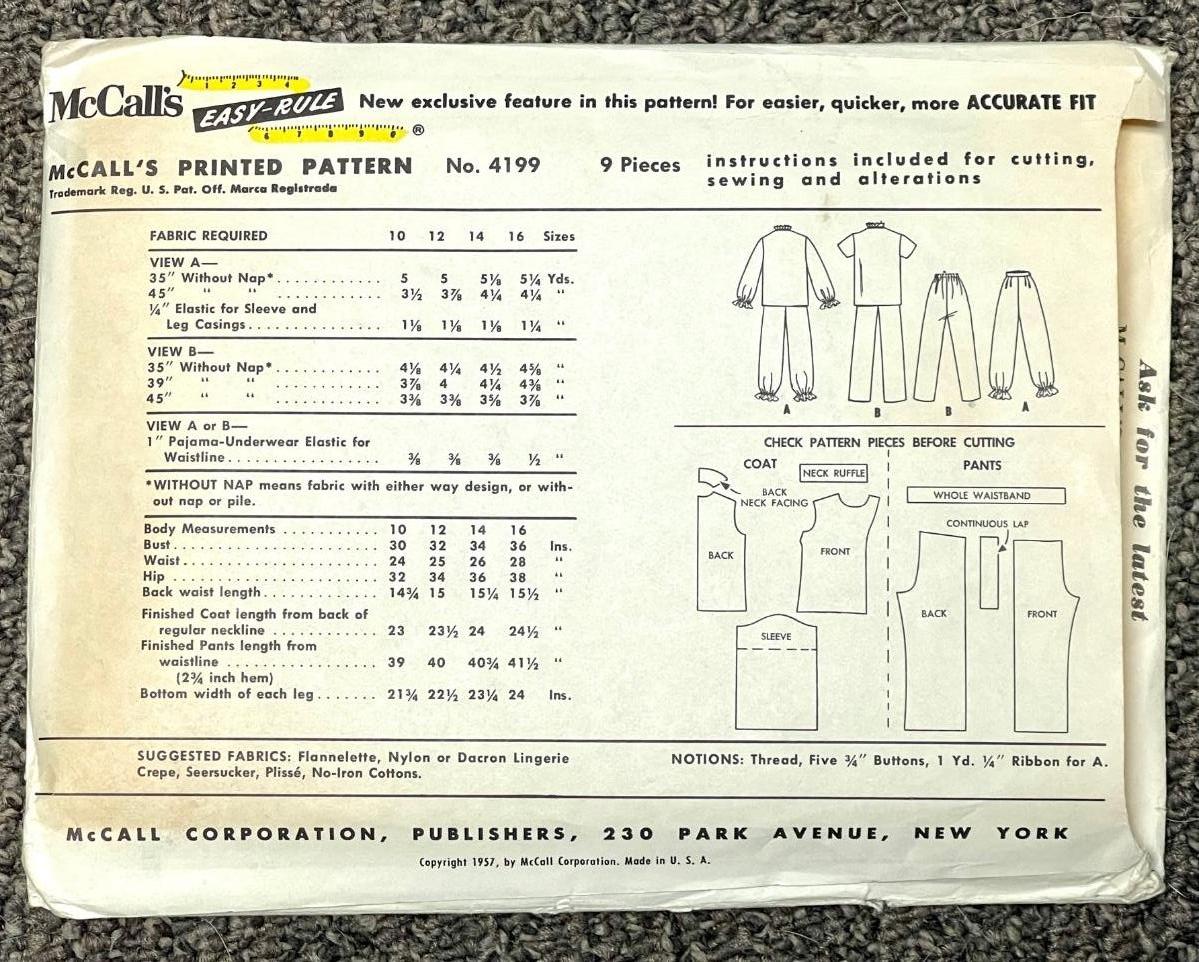 McCall's EASY-RULE ® New exclusive feature in this pattern! For easier, quicker, more ACCURATE FIT
1 2 3 4
6 7 8 9
McCALL'S PRINTED PATTERN No. 4199 9 Pieces instructions included for cutting,
sewing and alterations
Trademark Reg. U. S. Pat. Off. Marca Registrada
FABRIC REQUIRED 10 12 14 16 Sizes
VIEW A—
35" Without Nap*............ 5 5 5⅛ 5¼ Yds.
45" " " ............ 3½ 3⅞ 4¼ 4¼ "
¼" Elastic for Sleeve and
Leg Casings............... 1⅛ 1⅛ 1⅛ 1¼ "
VIEW B—
35" Without Nap*............ 4⅛ 4¼ 4½ 4⅝ "
39" " " ............ 3⅞ 4 4¼ 4⅜ "
45" " " ............ 3⅜ 3⅜ 3⅝ 3⅞ "
VIEW A or B—
1" Pajama-Underwear Elastic for
Waistline................. ⅜ ⅜ ⅜ ½ "
*WITHOUT NAP means fabric with either way design, or with-
out nap or pile.
Body Measurements ........... 10 12 14 16
Bust....................... 30 32 34 36 Ins.
Waist...................... 24 25 26 28 "
Hip ....................... 32 34 36 38 "
Back waist length............. 14¾ 15 15¼ 15½ "
Finished Coat length from back of
regular neckline ............ 23 23½ 24 24½ "
Finished Pants length from
waistline ................. 39 40 40¾ 41½ "
(2¾ inch hem)
Bottom width of each leg....... 21¾ 22½ 23¼ 24 Ins.
A B B A
CHECK PATTERN PIECES BEFORE CUTTING
COAT
NECK RUFFLE
BACK
NECK FACING
BACK
FRONT
SLEEVE
PANTS
WHOLE WAISTBAND
CONTINUOUS LAP
BACK
FRONT
SUGGESTED FABRICS: Flannelette, Nylon or Dacron Lingerie
Crepe, Seersucker, Plissé, No-Iron Cottons.
NOTIONS: Thread, Five ¾" Buttons, 1 Yd. ¼" Ribbon for A.
McCALL CORPORATION, PUBLISHERS, 230 PARK AVENUE, NEW YORK
Copyright 1957, by McCall Corporation. Made in U. S. A.
Ask for the latest